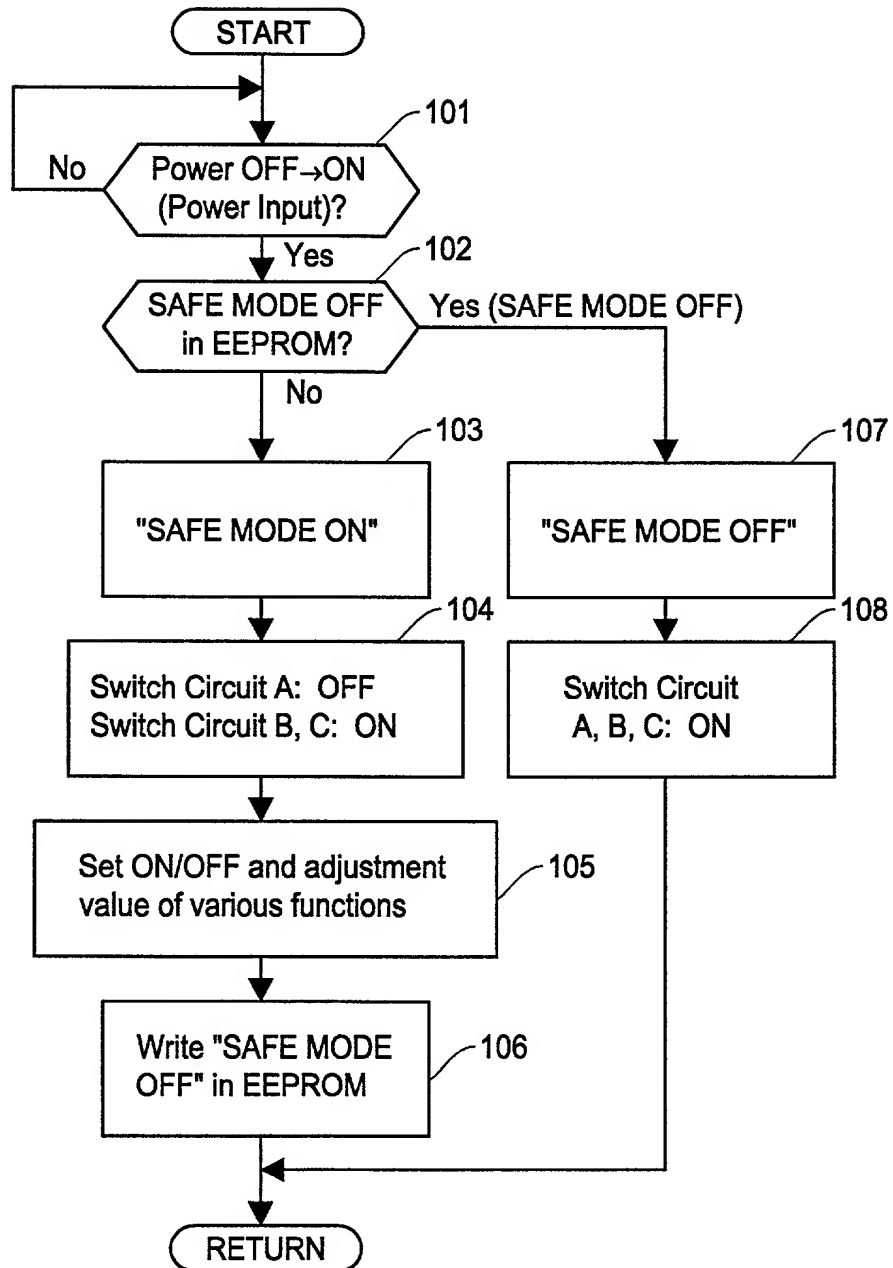 START
101
No
Power OFF→ON
(Power Input)?
Yes
102
SAFE MODE OFF
in EEPROM?
Yes (SAFE MODE OFF)
No
103
"SAFE MODE ON"
107
"SAFE MODE OFF"
104
Switch Circuit A: OFF
Switch Circuit B, C: ON
108
Switch Circuit
A, B, C: ON
Set ON/OFF and adjustment
value of various functions
105
Write "SAFE MODE
OFF" in EEPROM
106
RETURN